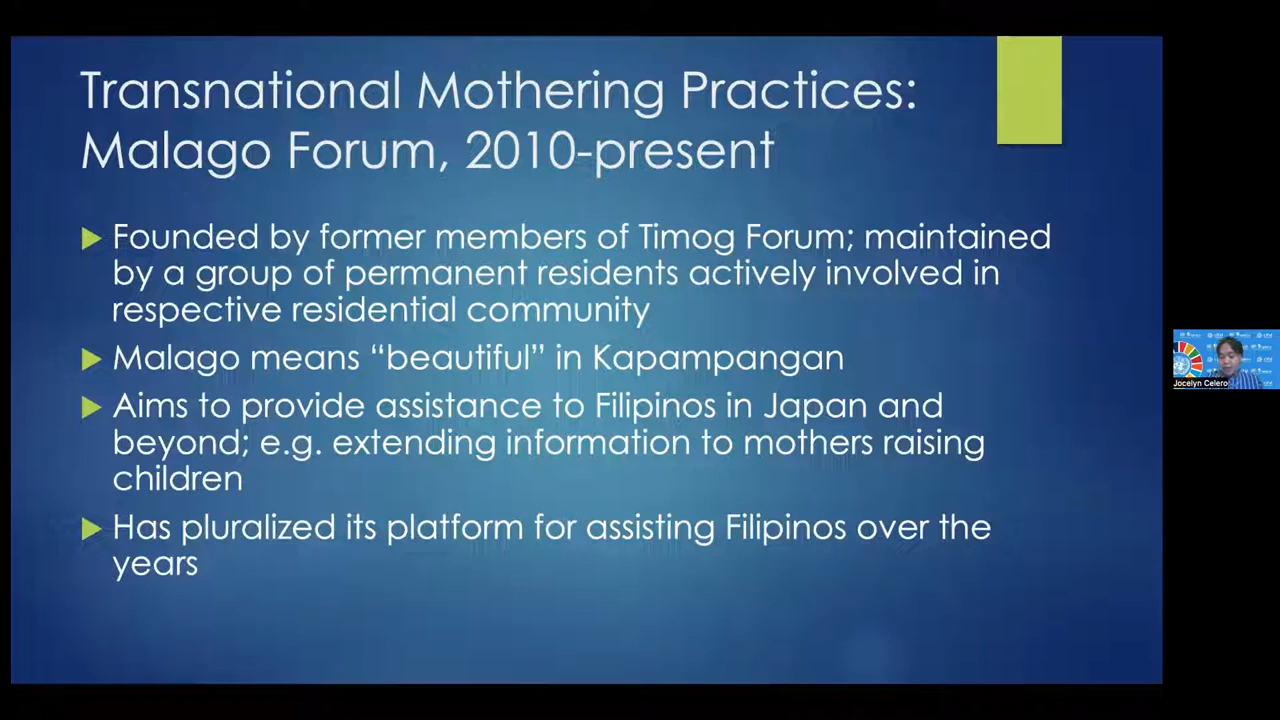 Transnational Mothering Practices:
Malago Forum, 2010-present
Founded by former members of Timog Forum; maintained
by a group of permanent residents actively involved in
respective residential community
Malago means “beautiful” in Kapampangan
Aims to provide assistance to Filipinos in Japan and
beyond; e.g. extending information to mothers raising
children
Has pluralized its platform for assisting Filipinos over the
years
Jocelyn Celero